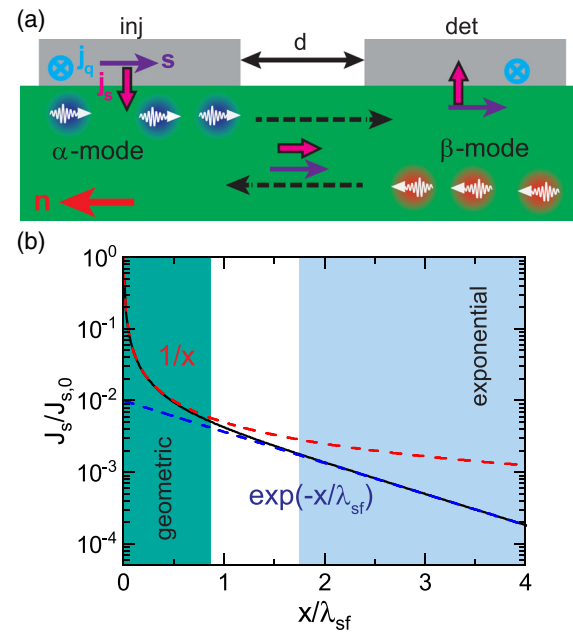 (a) inj det
j_q s d
j_s
α-mode β-mode
n
(b)
10^0
10^-1
10^-2
10^-3
10^-4
J_s/J_s,0
1/x
exp(-x/λ_sf)
geometric
exponential
0 1 2 3 4
x/λ_sf